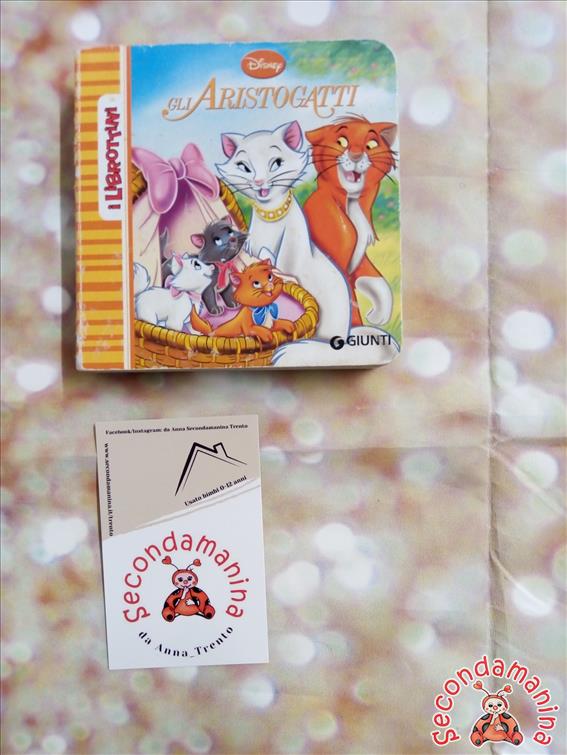 Disney
GLI ARISTOGATTI
I LIBROTTINI
GIUNTI
Facebook/Instagram: da Anna Secondamanina Trento
www.secondamanina.it/trento
Usato bimbi 0-12 anni
Secondamanina
da Anna_Trento
Secondamanina